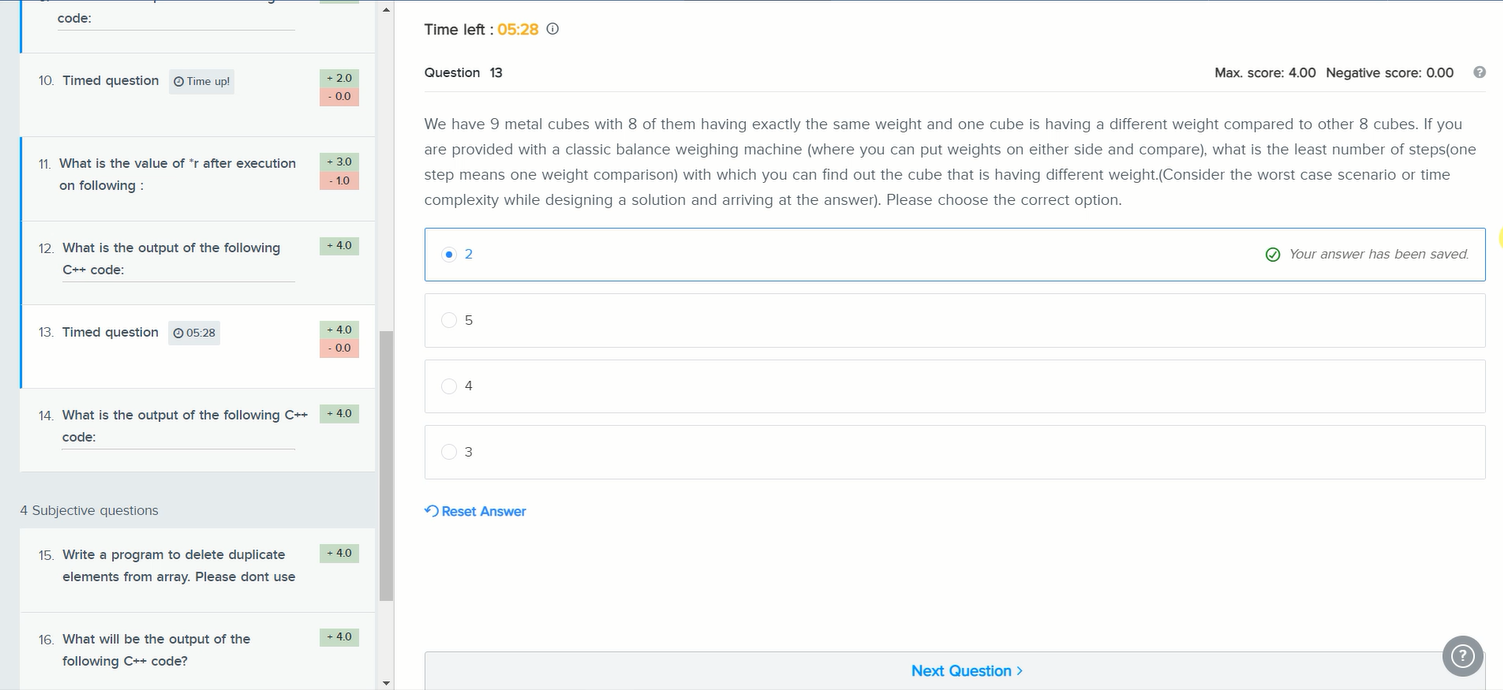 code:
10. Timed question Time up! + 2.0
- 0.0
11. What is the value of *r after execution + 3.0
on following : - 1.0
12. What is the output of the following + 4.0
C++ code:
13. Timed question 05:28 + 4.0
- 0.0
14. What is the output of the following C++ + 4.0
code:
4 Subjective questions
15. Write a program to delete duplicate + 4.0
elements from array. Please dont use
16. What will be the output of the + 4.0
following C++ code?
Time left : 05:28
Question 13 Max. score: 4.00 Negative score: 0.00 ?
We have 9 metal cubes with 8 of them having exactly the same weight and one cube is having a different weight compared to other 8 cubes. If you
are provided with a classic balance weighing machine (where you can put weights on either side and compare), what is the least number of steps(one
step means one weight comparison) with which you can find out the cube that is having different weight.(Consider the worst case scenario or time
complexity while designing a solution and arriving at the answer). Please choose the correct option.
2 Your answer has been saved.
5
4
3
Reset Answer
Next Question >
?